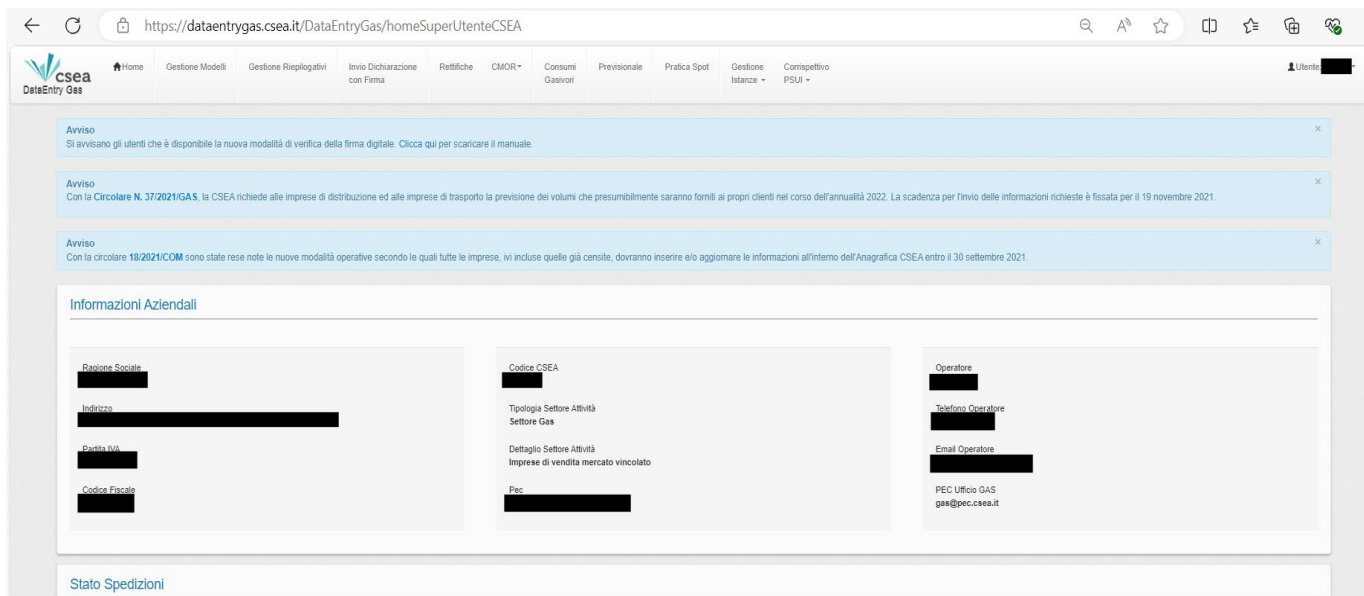 https://dataentrygas.csea.it/DataEntryGas/homeSuperUtenteCSEA
csea
DataEntry Gas
Home
Gestione Modelli
Gestione Riepilogativi
Invio Dichiarazione
con Firma
Rettifiche
CMOR
Consumi
Gasivori
Previsionale
Pratica Spot
Gestione
Istanze
Corrispettivo
PSUI
Utente:
Avviso
Si avvisano gli utenti che è disponibile la nuova modalità di verifica della firma digitale. Clicca qui per scaricare il manuale.
Avviso
Con la Circolare N. 37/2021/GAS, la CSEA richiede alle imprese di distribuzione ed alle imprese di trasporto la previsione dei volumi che presumibilmente saranno forniti ai propri clienti nel corso dell'annualità 2022. La scadenza per l'invio delle informazioni richieste è fissata per il 19 novembre 2021.
Avviso
Con la circolare 18/2021/COM sono state rese note le nuove modalità operative secondo le quali tutte le imprese, ivi incluse quelle già censite, dovranno inserire e/o aggiornare le informazioni all'interno dell'Anagrafica CSEA entro il 30 settembre 2021.
Informazioni Aziendali
Ragione Sociale
Indirizzo
Partita IVA
Codice Fiscale
Codice CSEA
Tipologia Settore Attività
Settore Gas
Dettaglio Settore Attività
Imprese di vendita mercato vincolato
Pec
Operatore
Telefono Operatore
Email Operatore
PEC Ufficio GAS
gas@pec.csea.it
Stato Spedizioni